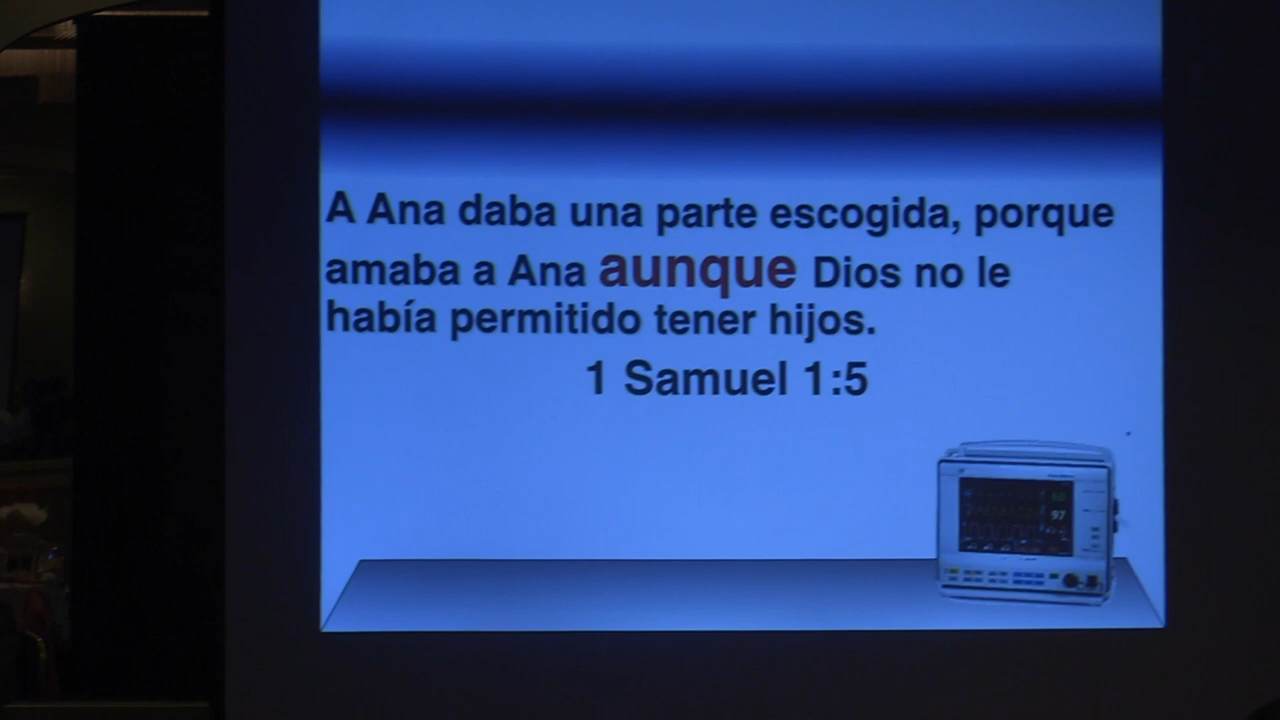 A Ana daba una parte escogida, porque
amaba a Ana aunque Dios no le
había permitido tener hijos.
1 Samuel 1:5
97